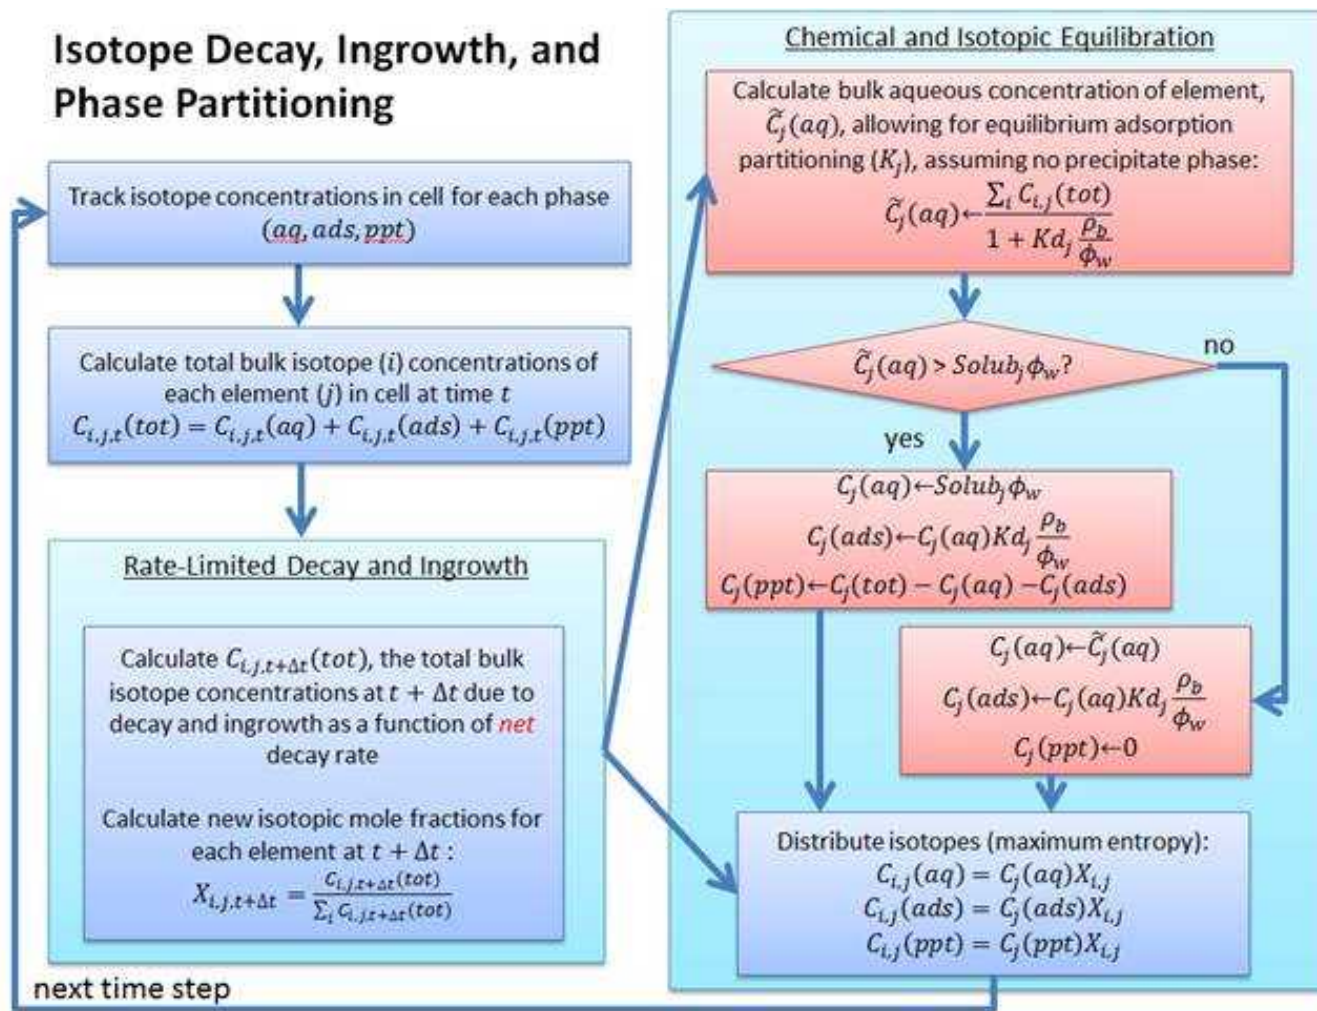 Isotope Decay, Ingrowth, and
Phase Partitioning
Track isotope concentrations in cell for each phase
(aq, ads, ppt)
Calculate total bulk isotope (i) concentrations of
each element (j) in cell at time t
C_{i,j,t}(tot) = C_{i,j,t}(aq) + C_{i,j,t}(ads) + C_{i,j,t}(ppt)
Rate-Limited Decay and Ingrowth
Calculate C_{i,j,t+Δt}(tot), the total bulk
isotope concentrations at t + Δt due to
decay and ingrowth as a function of net
decay rate
Calculate new isotopic mole fractions for
each element at t + Δt :
X_{i,j,t+Δt} = \frac{C_{i,j,t+Δt}(tot)}{∑_i C_{i,j,t+Δt}(tot)}
next time step
Chemical and Isotopic Equilibration
Calculate bulk aqueous concentration of element,
C̃_j(aq), allowing for equilibrium adsorption
partitioning (K_j), assuming no precipitate phase:
C̃_j(aq)←\frac{∑_i C_{i,j}(tot)}{1 + Kd_j \frac{ρ_b}{ϕ_w}}
C̃_j(aq) > Solub_j ϕ_w?
no
yes
C_j(aq)←Solub_j ϕ_w
C_j(ads)←C_j(aq)Kd_j \frac{ρ_b}{ϕ_w}
C_j(ppt)←C_j(tot) − C_j(aq) −C_j(ads)
C_j(aq)←C̃_j(aq)
C_j(ads)←C_j(aq)Kd_j \frac{ρ_b}{ϕ_w}
C_j(ppt)←0
Distribute isotopes (maximum entropy):
C_{i,j}(aq) = C_j(aq)X_{i,j}
C_{i,j}(ads) = C_j(ads)X_{i,j}
C_{i,j}(ppt) = C_j(ppt)X_{i,j}